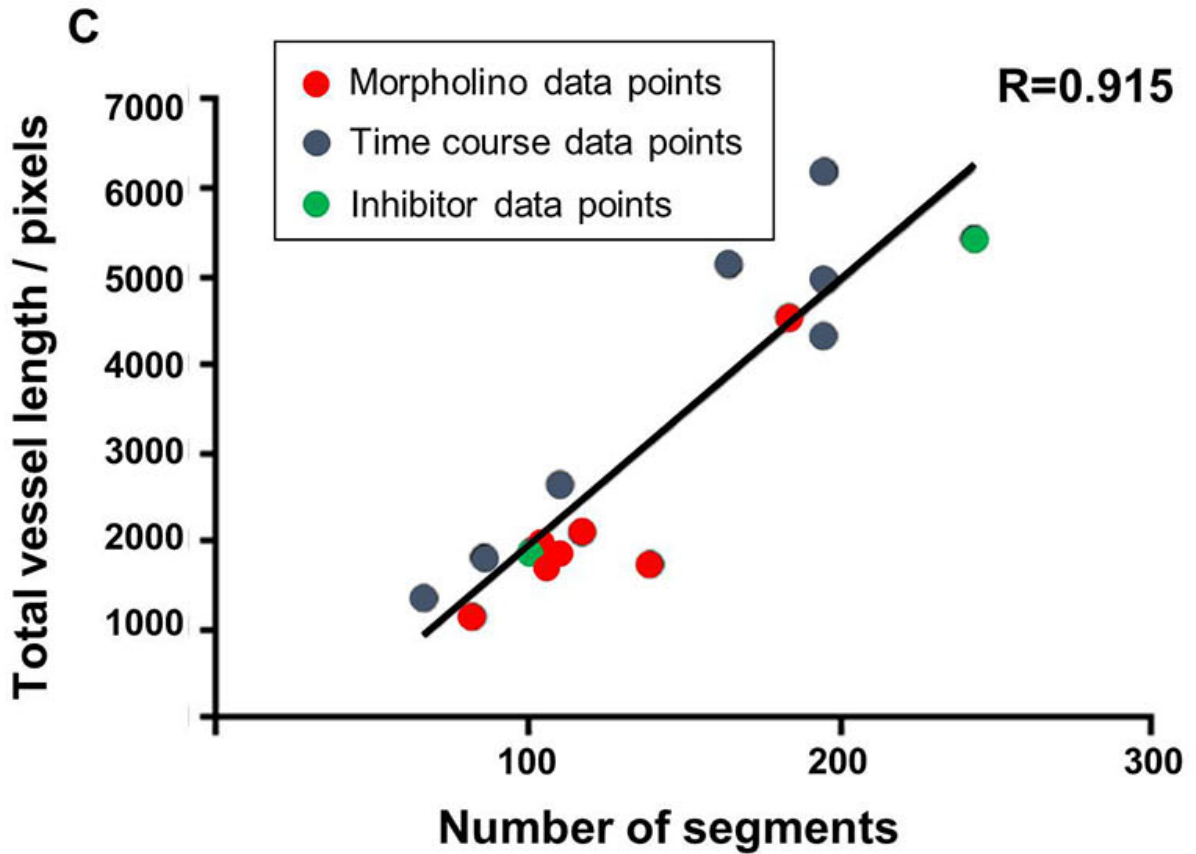 C
Morpholino data points
Time course data points
Inhibitor data points
R=0.915
Total vessel length / pixels
7000
6000
5000
4000
3000
2000
1000
100
200
300
Number of segments